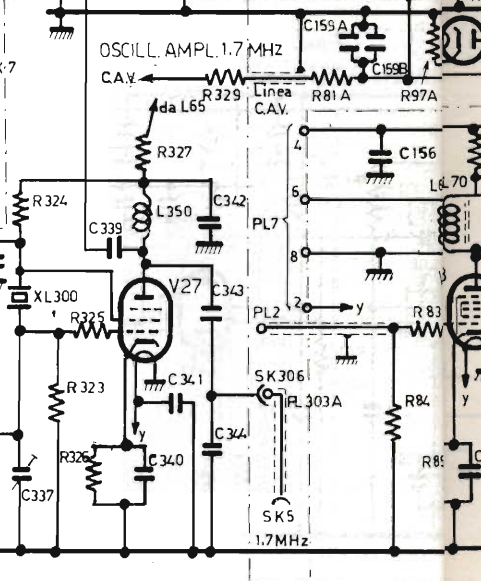 C159A
OSCILL. AMPL. 1.7 MHz
C.A.V.
C159B
R329
Linea
C.A.V.
R81A
R97A
da L65
R327
4
C156
R324
L350
C342
6
L70
C339
PL7
8
V27
C343
XL300
2
y
PL2
R325
R83
R323
C341
SK306
PL303A
R84
y
y
C344
R326
C340
C337
SK5
1.7MHz